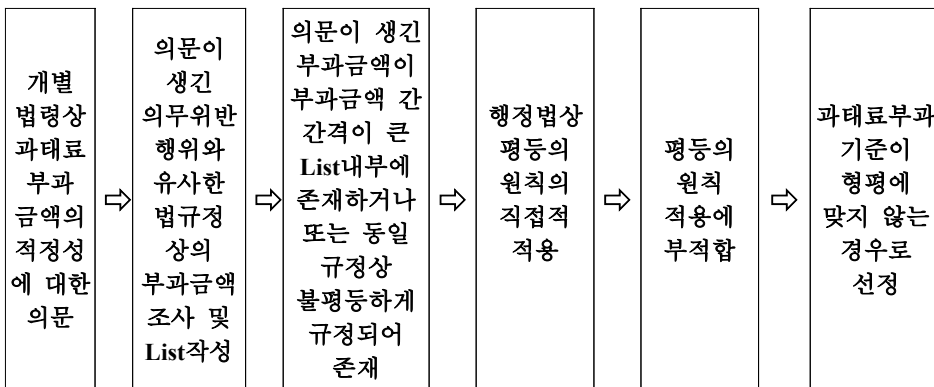 개별
법령상
과태료
부과
금액의
적정성
에 대한
의문
⇨
의문이
생긴
의무위반
행위와
유사한
법규정
상의
부과금액
조사 및
List작성
⇨
의문이 생긴
부과금액이
부과금액 간
간격이 큰
List내부에
존재하거나
또는 동일
규정상
불평등하게
규정되어
존재
⇨
행정법상
평등의
원칙의
직접적
적용
⇨
평등의
원칙
적용에
부적합
⇨
과태료부과
기준이
형평에
맞지 않는
경우로
선정